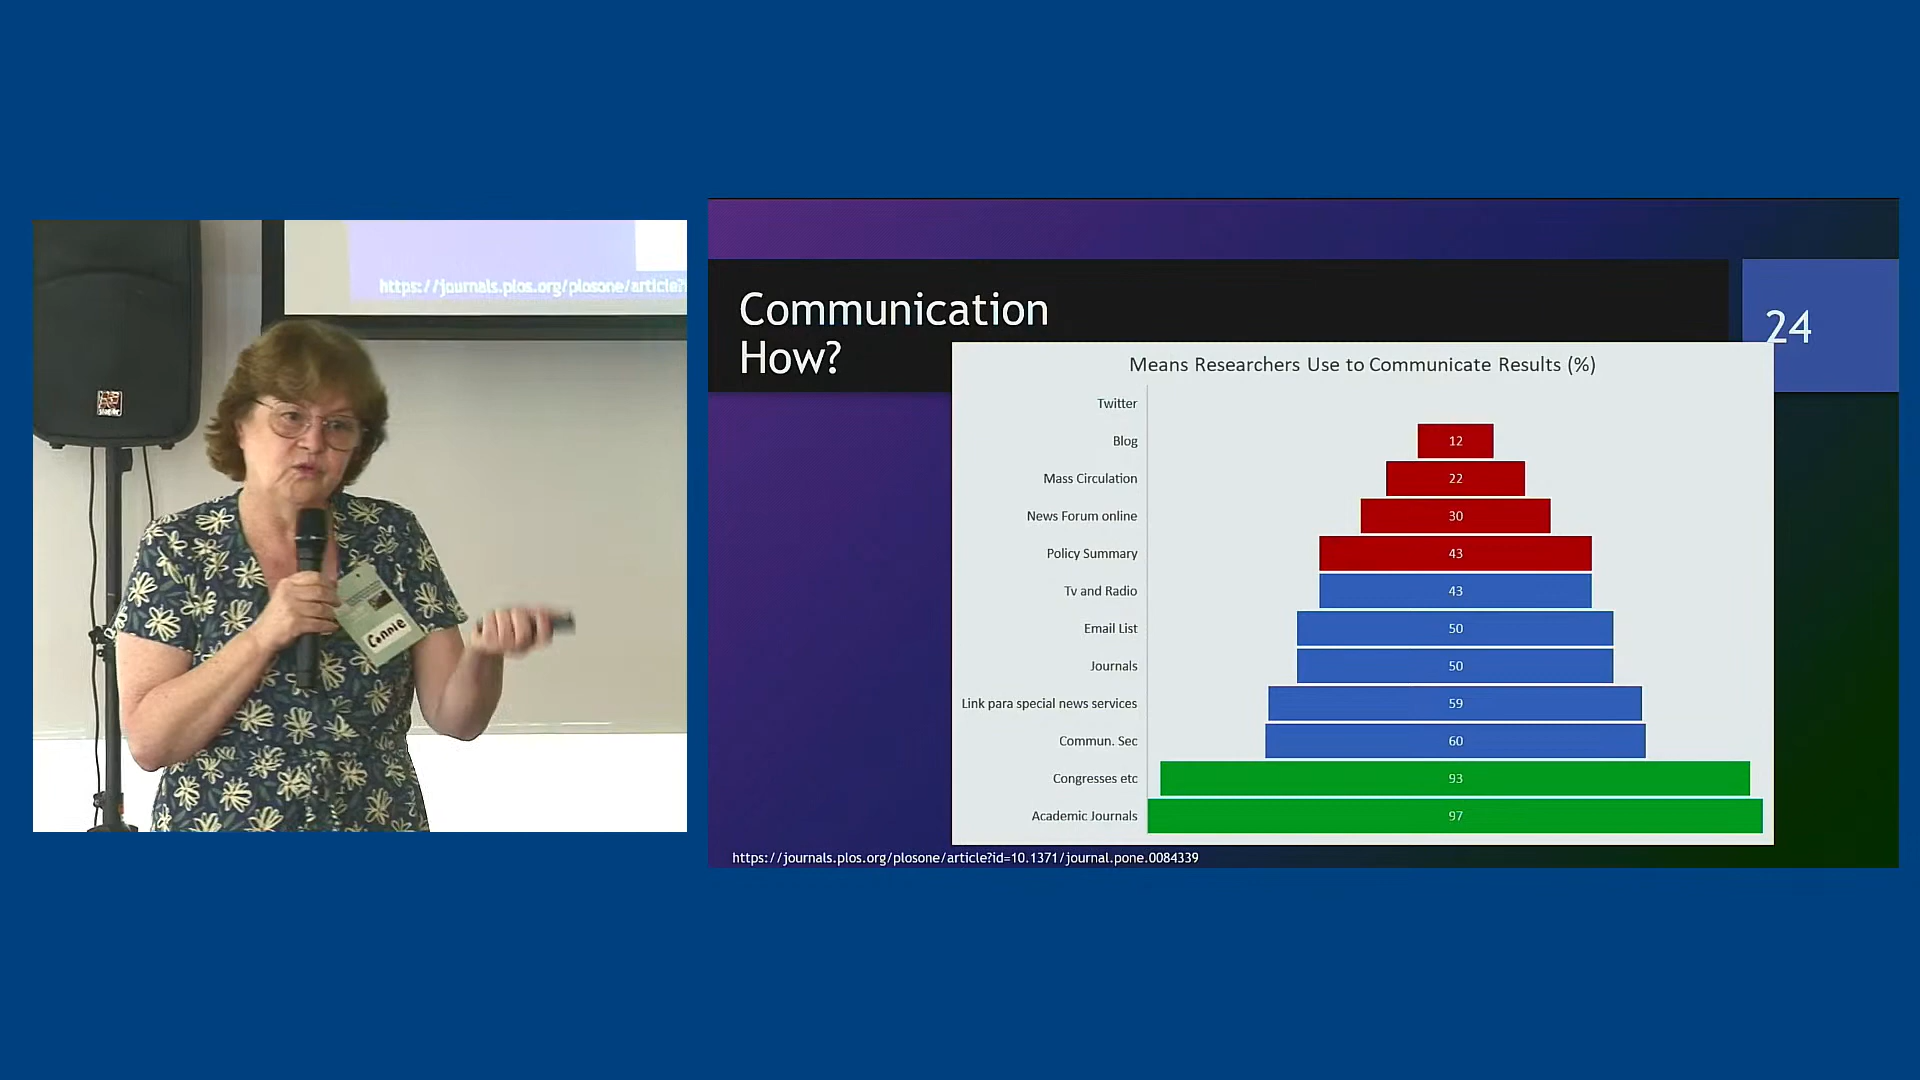 https://journals.plos.org/plosone/article?i
Connie
Communication
How?
24
Means Researchers Use to Communicate Results (%)
Twitter
Blog 12
Mass Circulation 22
News Forum online 30
Policy Summary 43
Tv and Radio 43
Email List 50
Journals 50
Link para special news services 59
Commun. Sec 60
Congresses etc 93
Academic Journals 97
https://journals.plos.org/plosone/article?id=10.1371/journal.pone.0084339